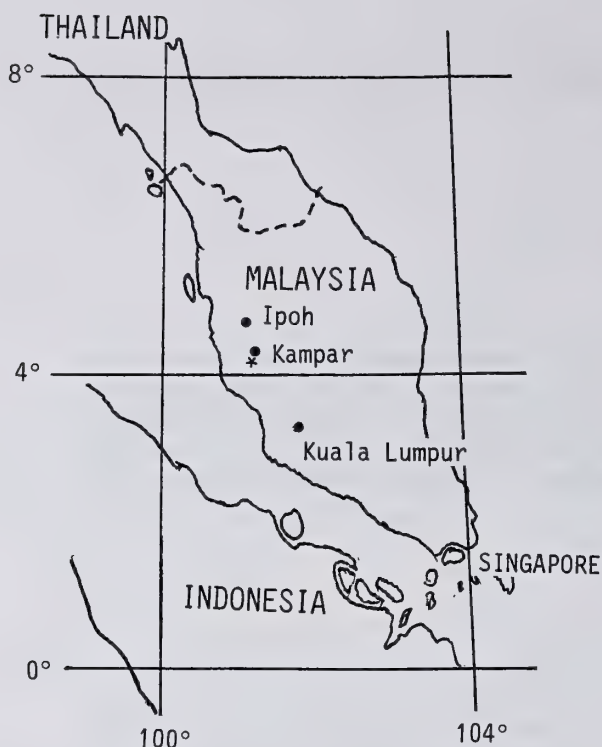 THAILAND
8°
MALAYSIA
Ipoh
Kampar
4°
Kuala Lumpur
SINGAPORE
INDONESIA
0°
100°
104°